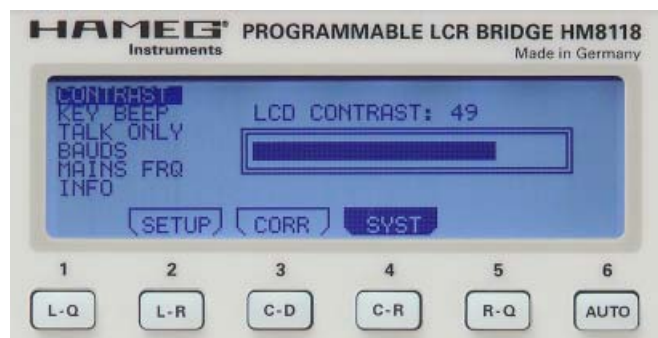 HAMEG® PROGRAMMABLE LCR BRIDGE HM8118
Instruments Made in Germany
CONTRAST
KEY BEEP
TALK ONLY
BAUDS
MAINS FRQ
INFO
LCD CONTRAST: 49
SETUP CORR SYST
1 2 3 4 5 6
L-Q L-R C-D C-R R-Q AUTO